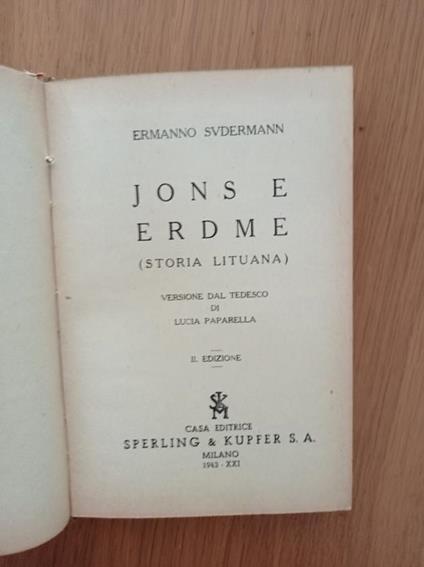 ERMANNO SVDERMANN
JONS E
ERDME
(STORIA LITUANA)
VERSIONE DAL TEDESCO
DI
LUCIA PAPARELLA
II. EDIZIONE
SKM
CASA EDITRICE
SPERLING & KUPFER S. A.
MILANO
1943 - XXI